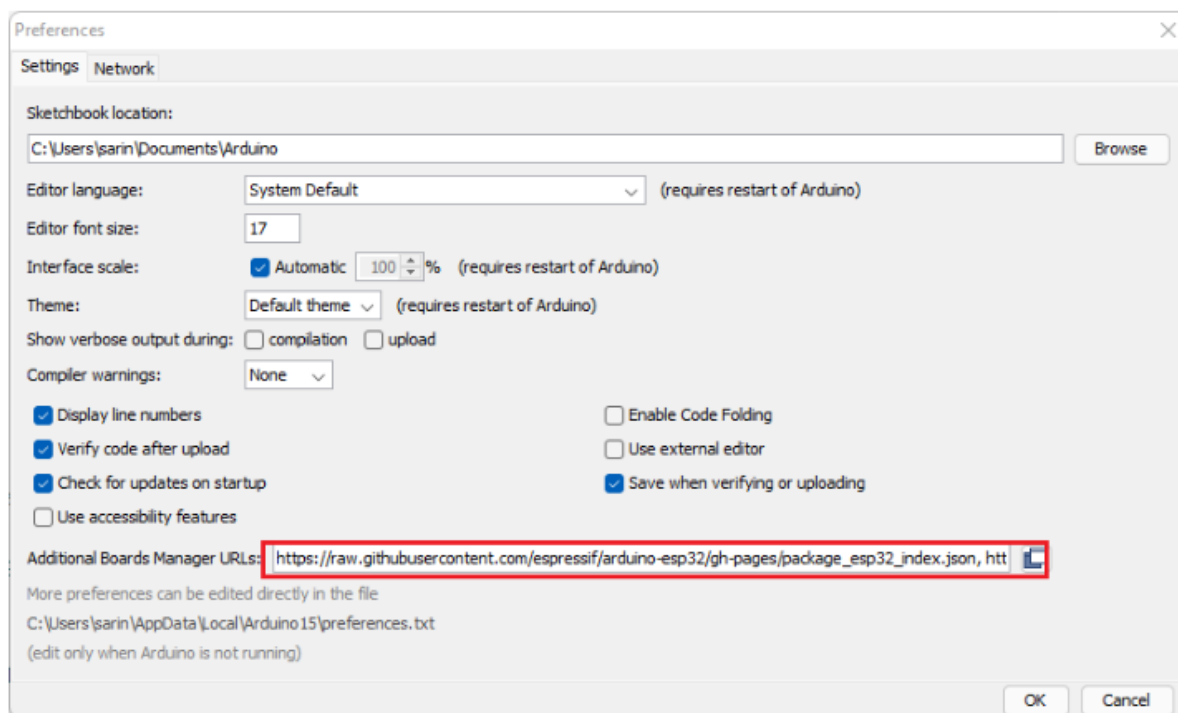 Preferences
Settings Network
Sketchbook location:
C:\Users\sarin\Documents\Arduino Browse
Editor language: System Default (requires restart of Arduino)
Editor font size: 17
Interface scale: Automatic 100 % (requires restart of Arduino)
Theme: Default theme (requires restart of Arduino)
Show verbose output during: compilation upload
Compiler warnings: None
Display line numbers Enable Code Folding
Verify code after upload Use external editor
Check for updates on startup Save when verifying or uploading
Use accessibility features
Additional Boards Manager URLs: https://raw.githubusercontent.com/espressif/arduino-esp32/gh-pages/package_esp32_index.json, htt
More preferences can be edited directly in the file
C:\Users\sarin\AppData\Local\Arduino15\preferences.txt
(edit only when Arduino is not running)
OK Cancel